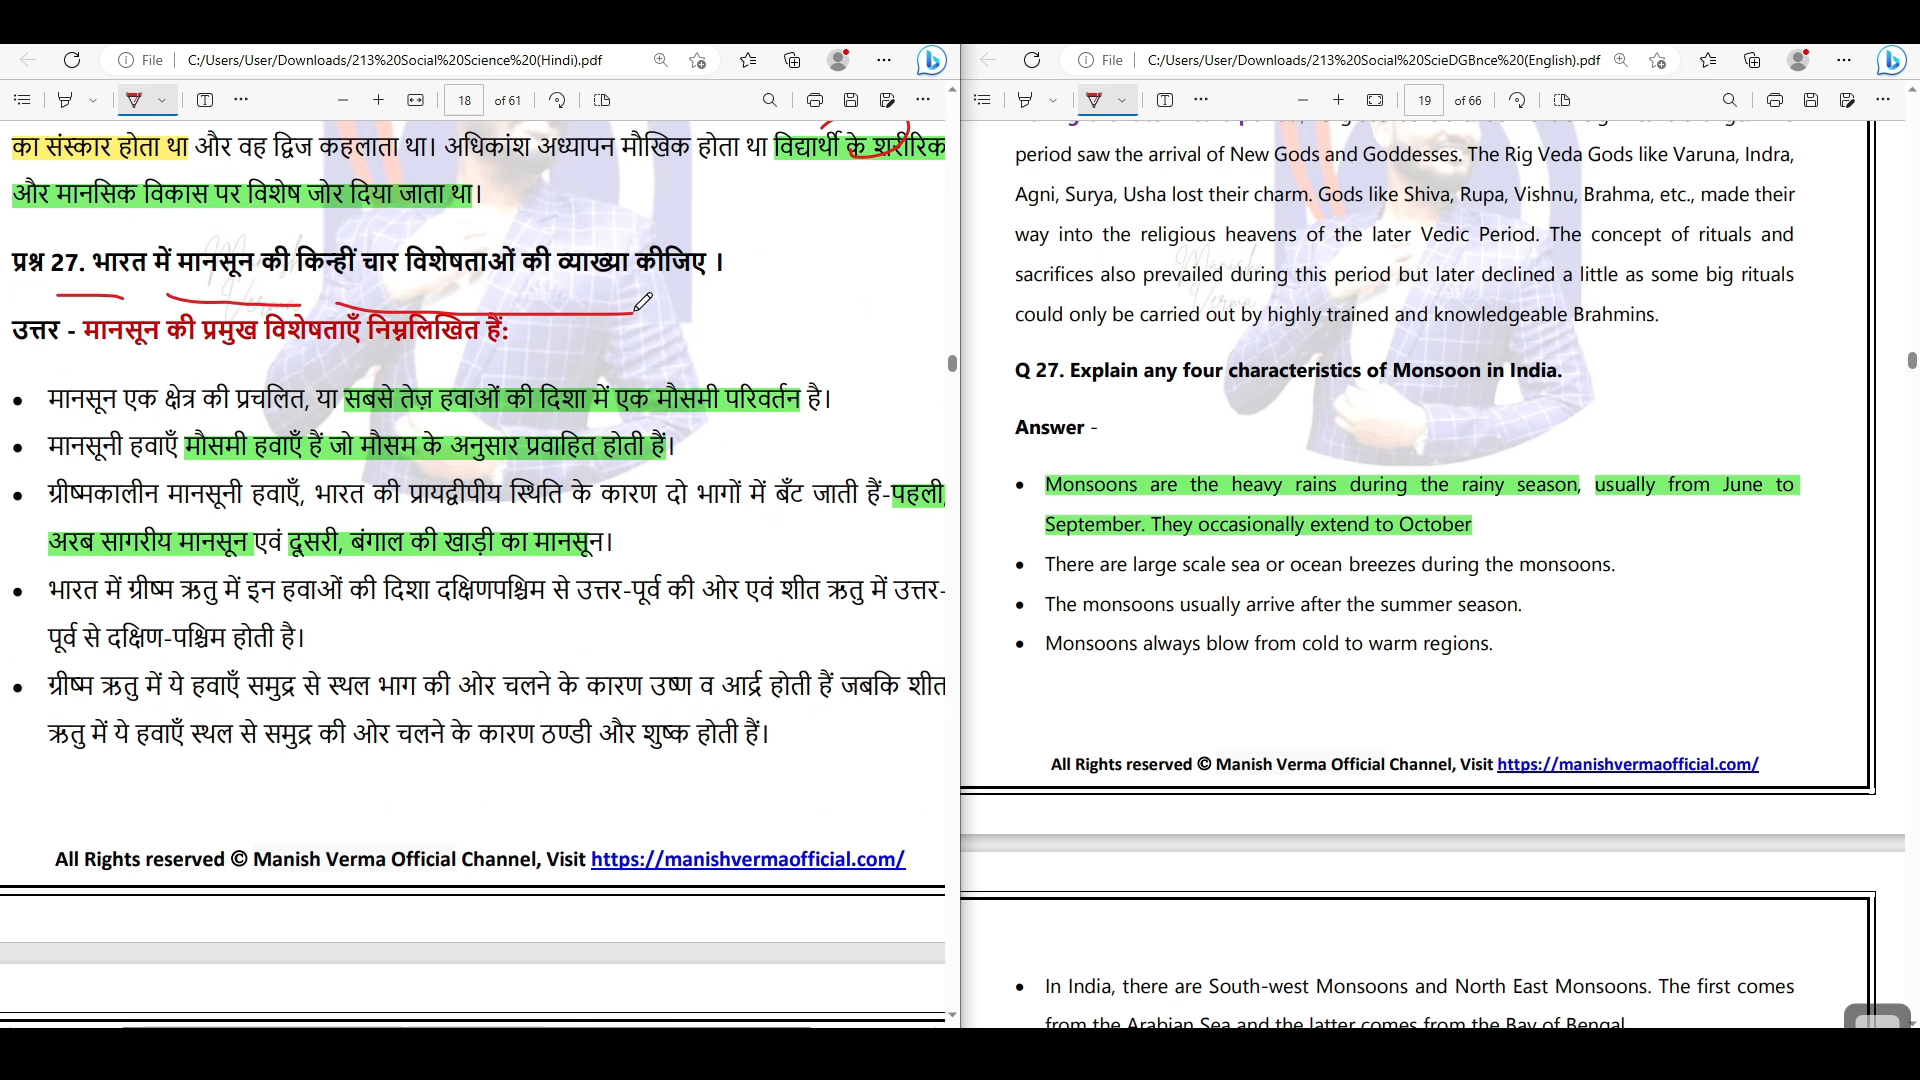 File C:/Users/User/Downloads/213%20Social%20Science%20(Hindi).pdf
18 of 61
का संस्कार होता था और वह द्विज कहलाता था। अधिकांश अध्यापन मौखिक होता था विद्यार्थी के शरीरिक
और मानसिक विकास पर विशेष जोर दिया जाता था।
प्रश्न 27. भारत में मानसून की किन्हीं चार विशेषताओं की व्याख्या कीजिए ।
उत्तर - मानसून की प्रमुख विशेषताएँ निम्नलिखित हैं:
• मानसून एक क्षेत्र की प्रचलित, या सबसे तेज़ हवाओं की दिशा में एक मौसमी परिवर्तन है।
• मानसूनी हवाएँ मौसमी हवाएँ हैं जो मौसम के अनुसार प्रवाहित होती हैं।
• ग्रीष्मकालीन मानसूनी हवाएँ, भारत की प्रायद्वीपीय स्थिति के कारण दो भागों में बँट जाती हैं-पहली,
अरब सागरीय मानसून एवं दूसरी, बंगाल की खाड़ी का मानसून।
• भारत में ग्रीष्म ऋतु में इन हवाओं की दिशा दक्षिणपश्चिम से उत्तर-पूर्व की ओर एवं शीत ऋतु में उत्तर-
पूर्व से दक्षिण-पश्चिम होती है।
• ग्रीष्म ऋतु में ये हवाएँ समुद्र से स्थल भाग की ओर चलने के कारण उष्ण व आर्द्र होती हैं जबकि शीत
ऋतु में ये हवाएँ स्थल से समुद्र की ओर चलने के कारण ठण्डी और शुष्क होती हैं।
All Rights reserved © Manish Verma Official Channel, Visit https://manishvermaofficial.com/
File C:/Users/User/Downloads/213%20Social%20ScieDGBnce%20(English).pdf
19 of 66
period saw the arrival of New Gods and Goddesses. The Rig Veda Gods like Varuna, Indra,
Agni, Surya, Usha lost their charm. Gods like Shiva, Rupa, Vishnu, Brahma, etc., made their
way into the religious heavens of the later Vedic Period. The concept of rituals and
sacrifices also prevailed during this period but later declined a little as some big rituals
could only be carried out by highly trained and knowledgeable Brahmins.
Q 27. Explain any four characteristics of Monsoon in India.
Answer -
• Monsoons are the heavy rains during the rainy season, usually from June to
September. They occasionally extend to October
• There are large scale sea or ocean breezes during the monsoons.
• The monsoons usually arrive after the summer season.
• Monsoons always blow from cold to warm regions.
All Rights reserved © Manish Verma Official Channel, Visit https://manishvermaofficial.com/
• In India, there are South-west Monsoons and North East Monsoons. The first comes
from the Arabian Sea and the latter comes from the Bay of Bengal